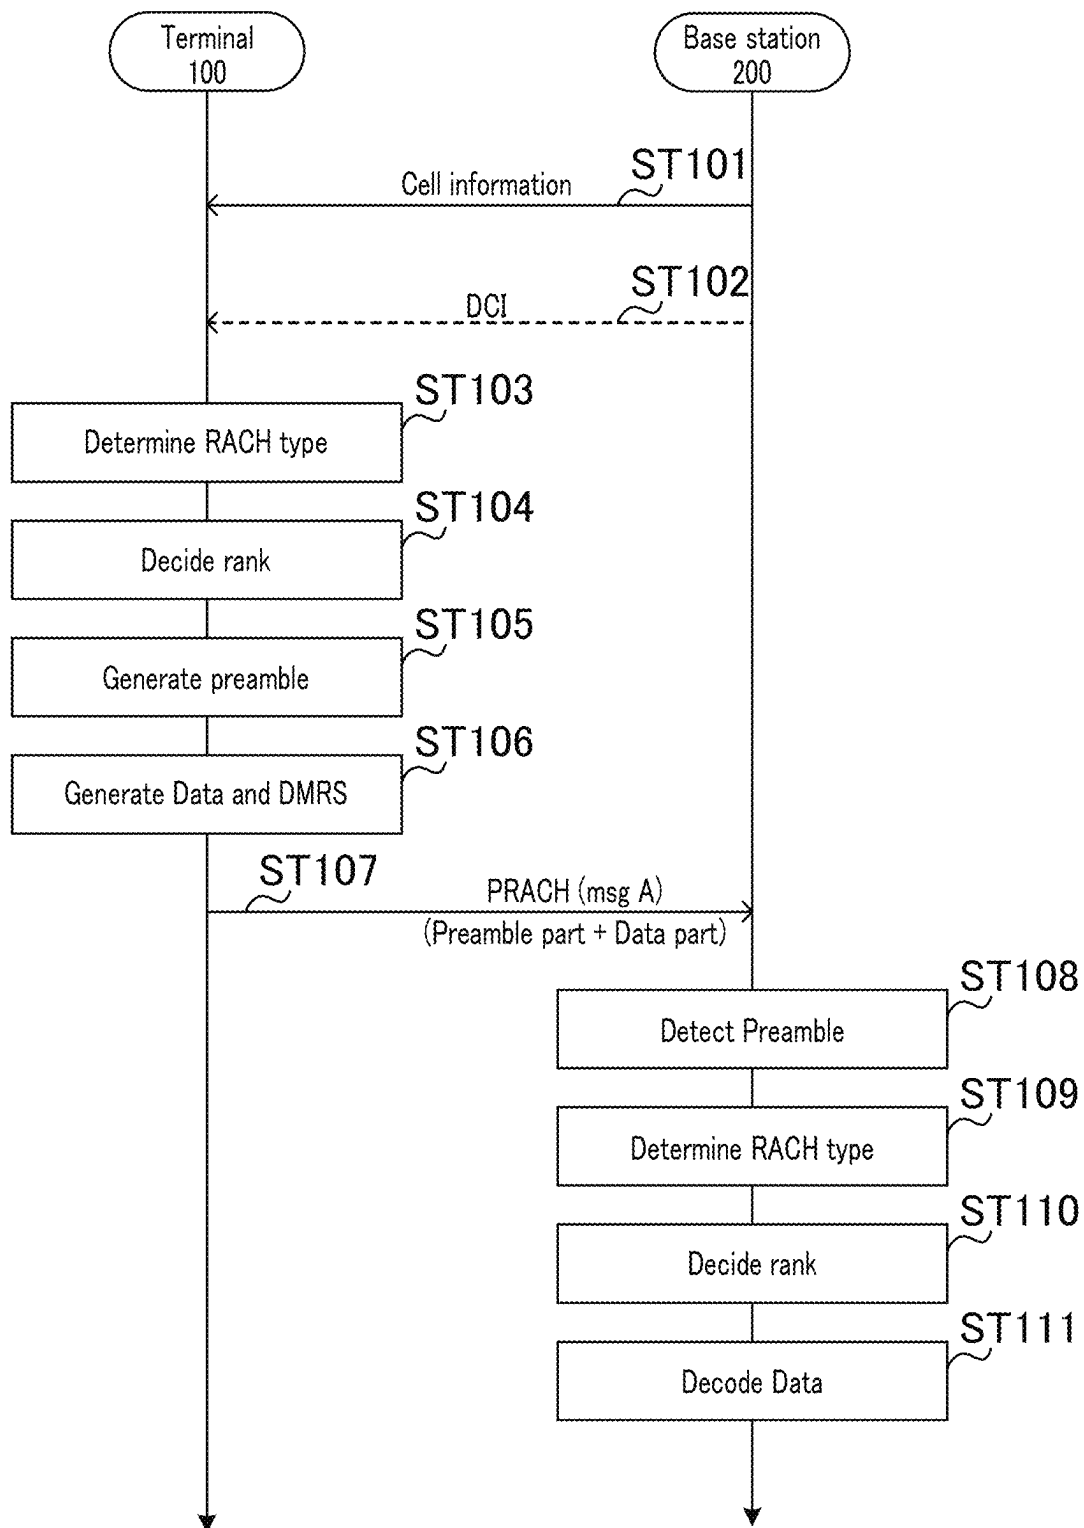 Terminal
100
Base station
200
ST101
Cell information
ST102
DCI
ST103
Determine RACH type
ST104
Decide rank
ST105
Generate preamble
ST106
Generate Data and DMRS
ST107
PRACH (msg A)
(Preamble part + Data part)
ST108
Detect Preamble
ST109
Determine RACH type
ST110
Decide rank
ST111
Decode Data